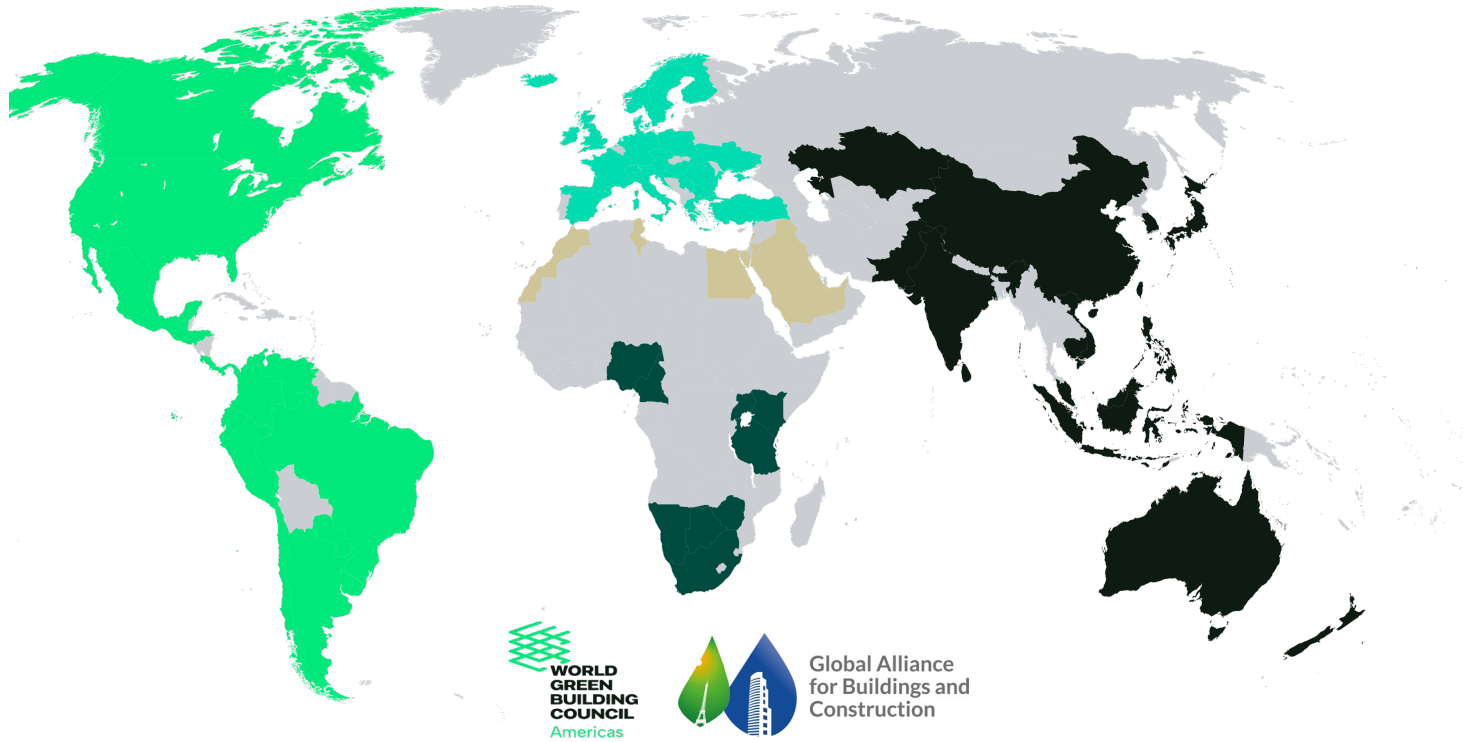 WORLD
GREEN
BUILDING
COUNCIL
Americas
Global Alliance
for Buildings and
Construction